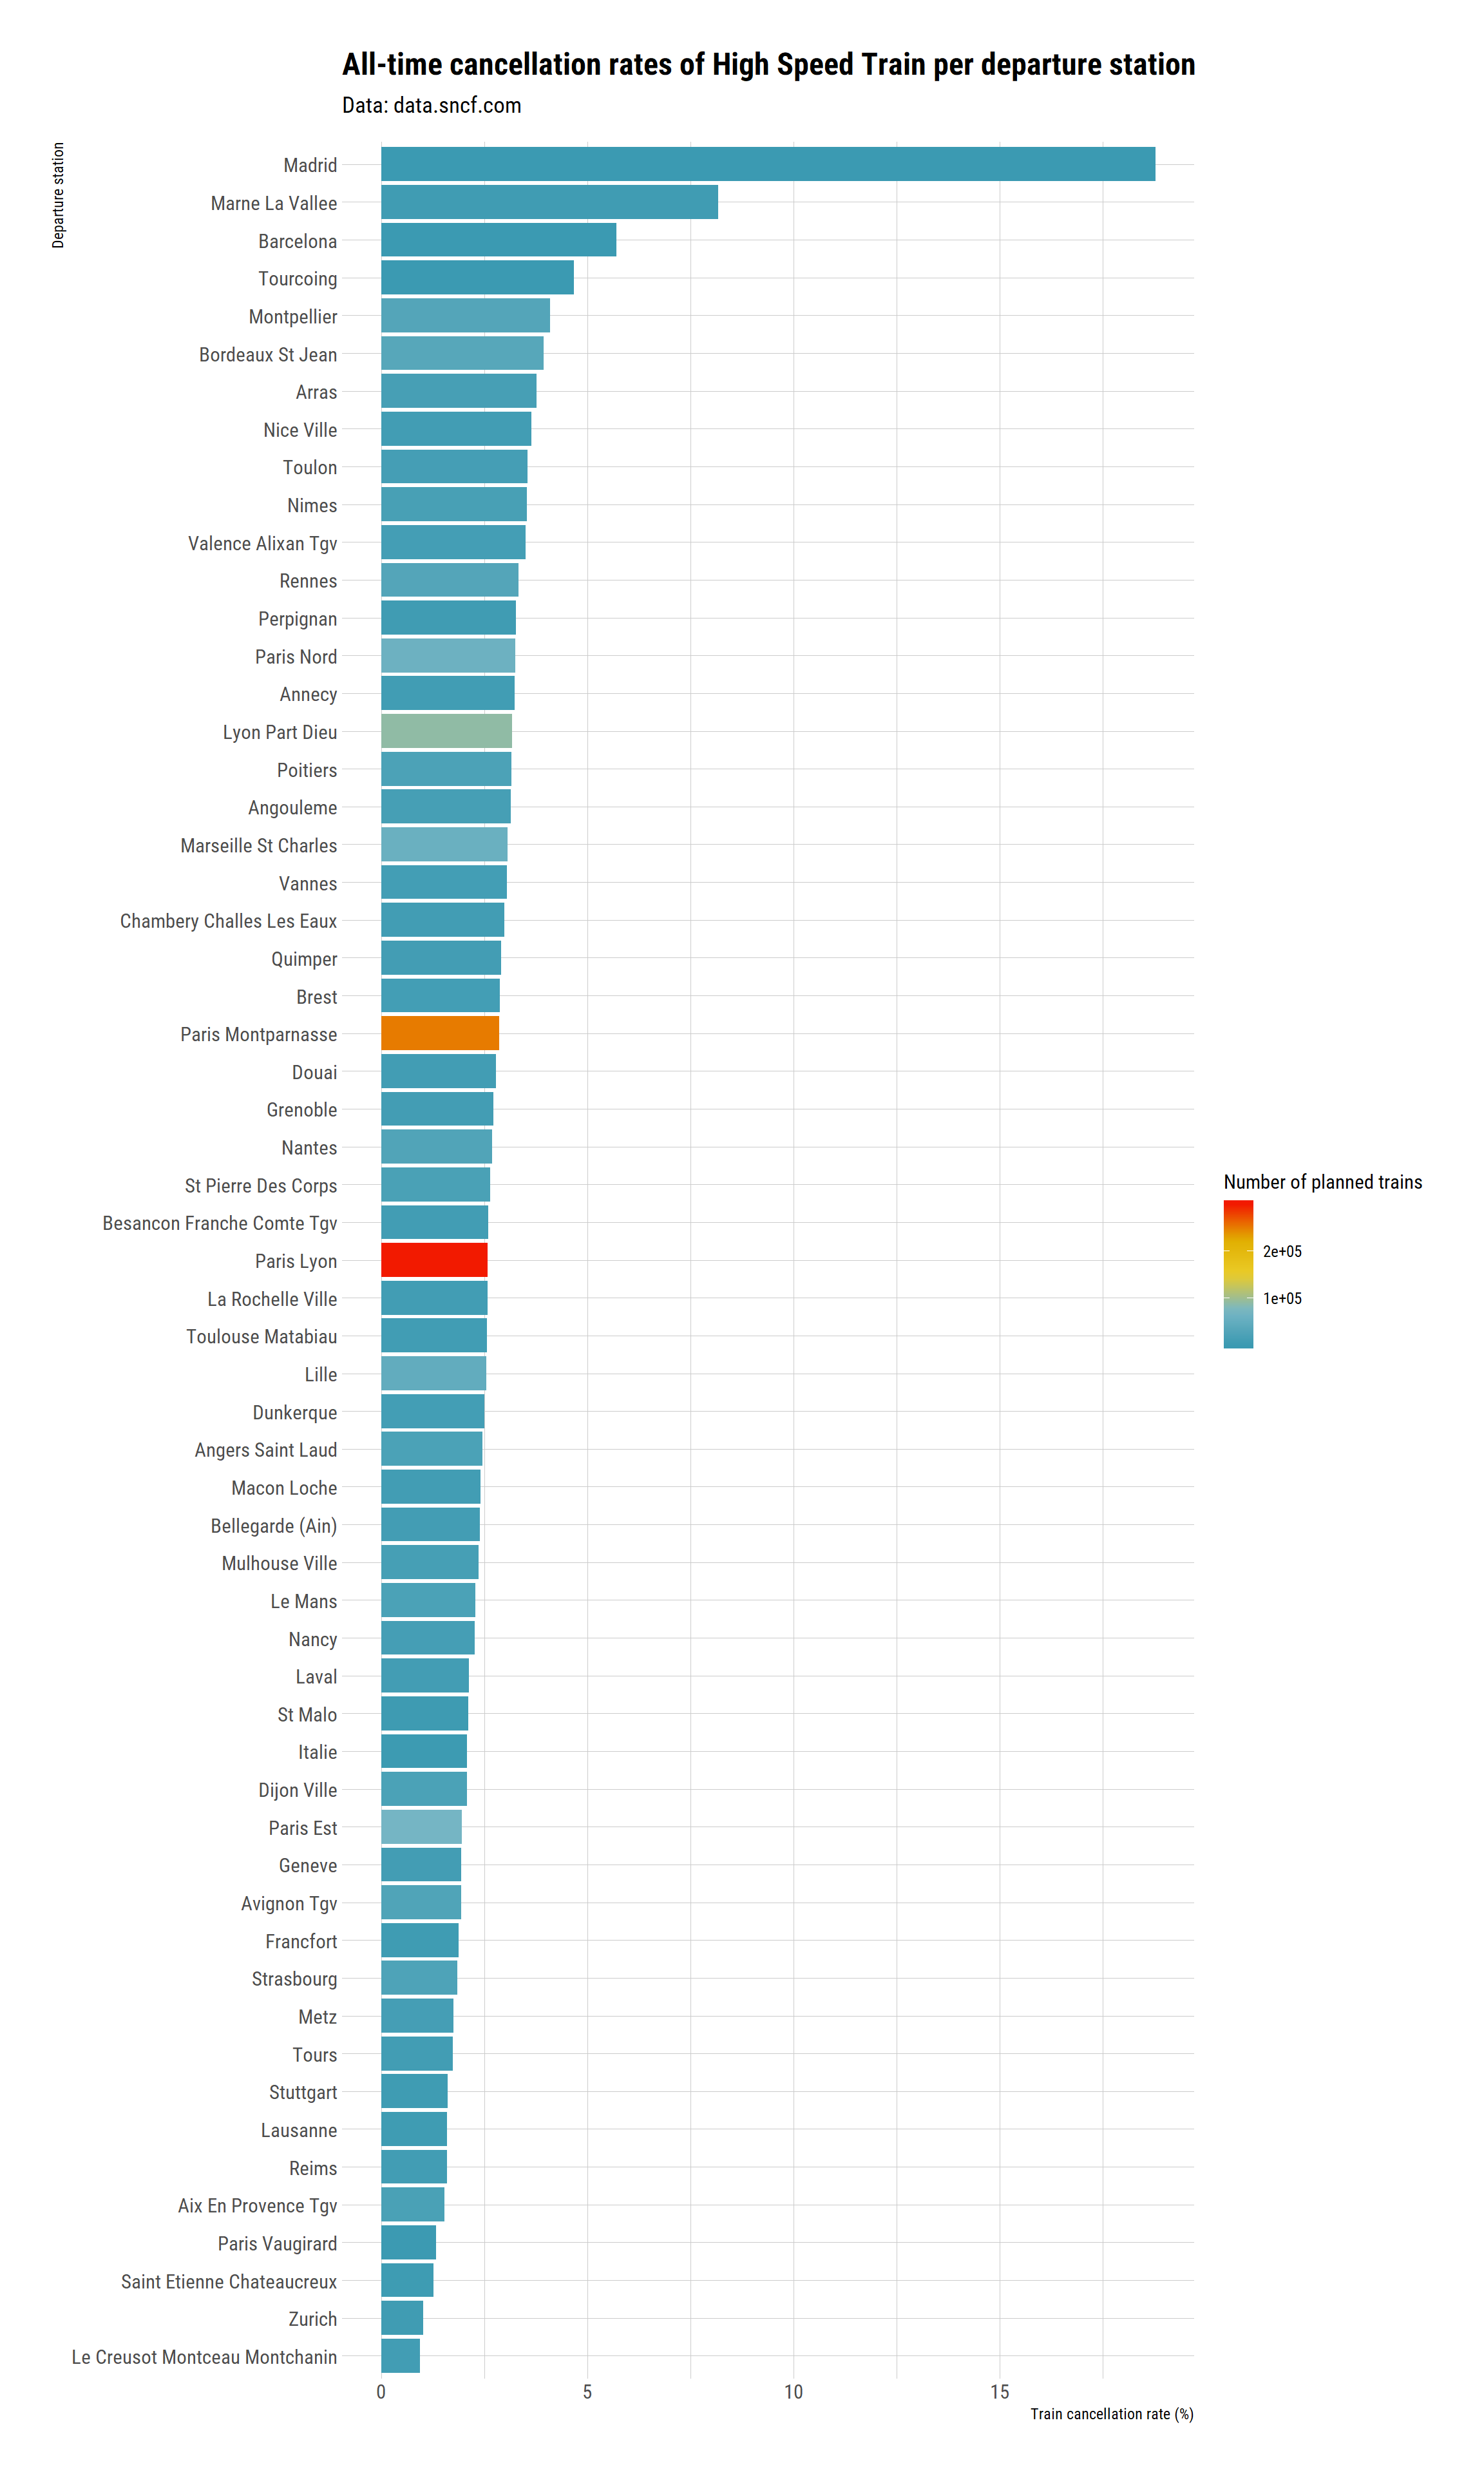 All-time cancellation rates of High Speed Train per departure station
Data: data.sncf.com
Departure station
Madrid
Marne La Vallee
Barcelona
Tourcoing
Montpellier
Bordeaux St Jean
Arras
Nice Ville
Toulon
Nimes
Valence Alixan Tgv
Rennes
Perpignan
Paris Nord
Annecy
Lyon Part Dieu
Poitiers
Angouleme
Marseille St Charles
Vannes
Chambery Challes Les Eaux
Quimper
Brest
Paris Montparnasse
Douai
Grenoble
Nantes
St Pierre Des Corps
Besancon Franche Comte Tgv
Paris Lyon
La Rochelle Ville
Toulouse Matabiau
Lille
Dunkerque
Angers Saint Laud
Macon Loche
Bellegarde (Ain)
Mulhouse Ville
Le Mans
Nancy
Laval
St Malo
Italie
Dijon Ville
Paris Est
Geneve
Avignon Tgv
Francfort
Strasbourg
Metz
Tours
Stuttgart
Lausanne
Reims
Aix En Provence Tgv
Paris Vaugirard
Saint Etienne Chateaucreux
Zurich
Le Creusot Montceau Montchanin
0 5 10 15
Train cancellation rate (%)
Number of planned trains
2e+05
1e+05